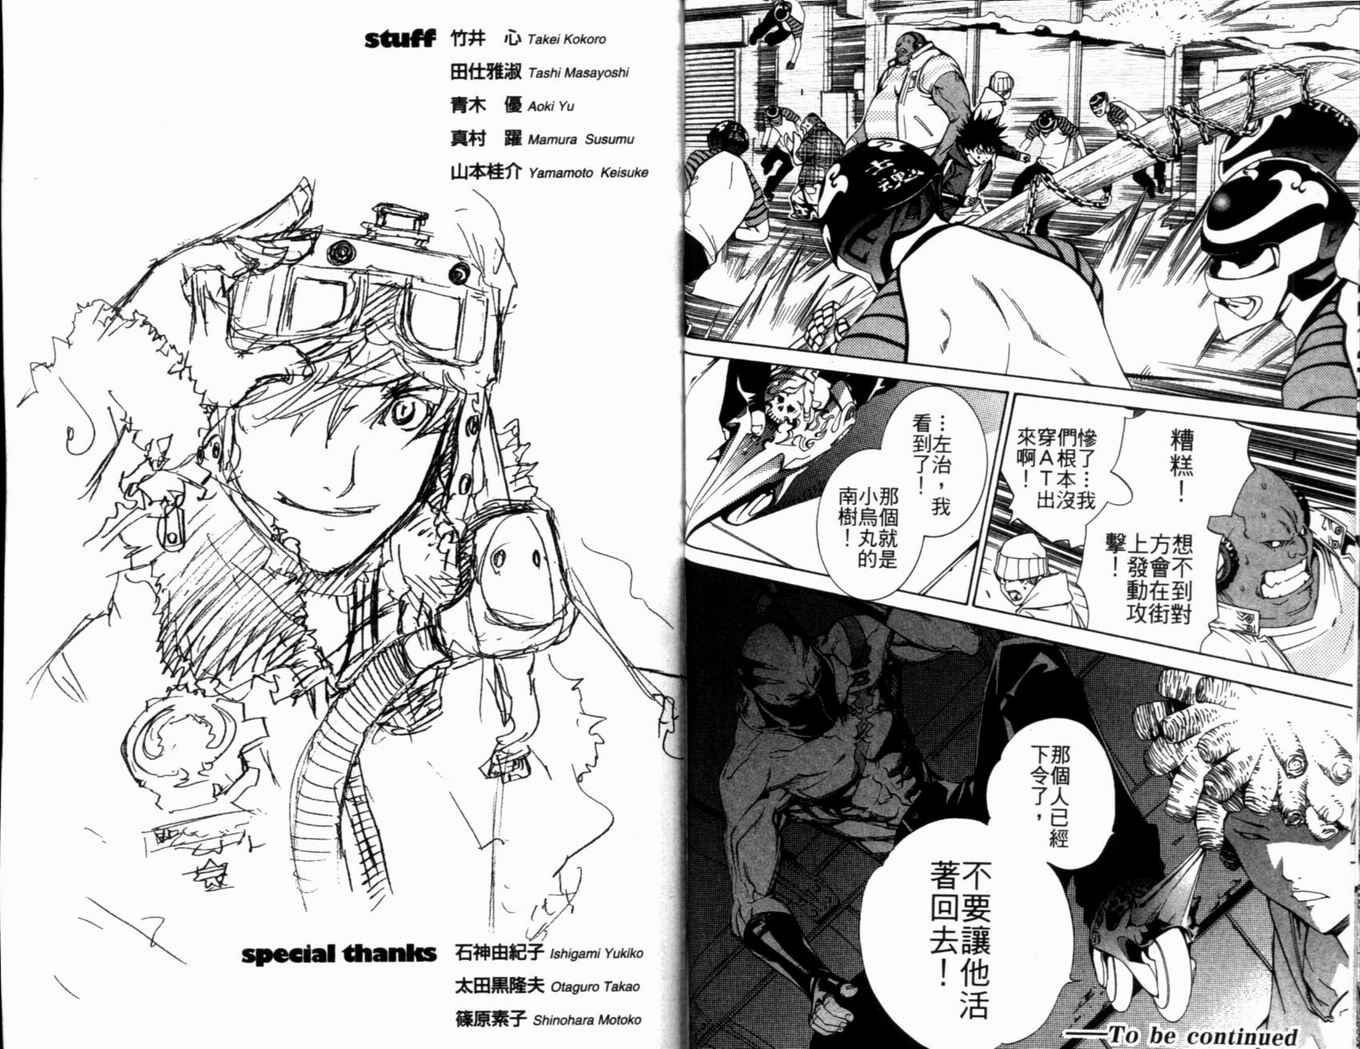 士魂
糟糕！
想不到對
方會在街
上發動攻
擊！
慘了…我
們根本沒
穿AT出
來啊！
…左治，我
看到了！
那個就是
小烏丸的
南樹！
那個人已經
下令了，
不要讓他活
著回去！
To be continued
stuff 竹井 心 Takei Kokoro
田仕雅淑 Tashi Masayoshi
青木 優 Aoki Yu
真村 躍 Mamura Susumu
山本桂介 Yamamoto Keisuke
special thanks 石神由紀子 Ishigami Yukiko
太田黒隆夫 Otaguro Takao
篠原素子 Shinohara Motoko